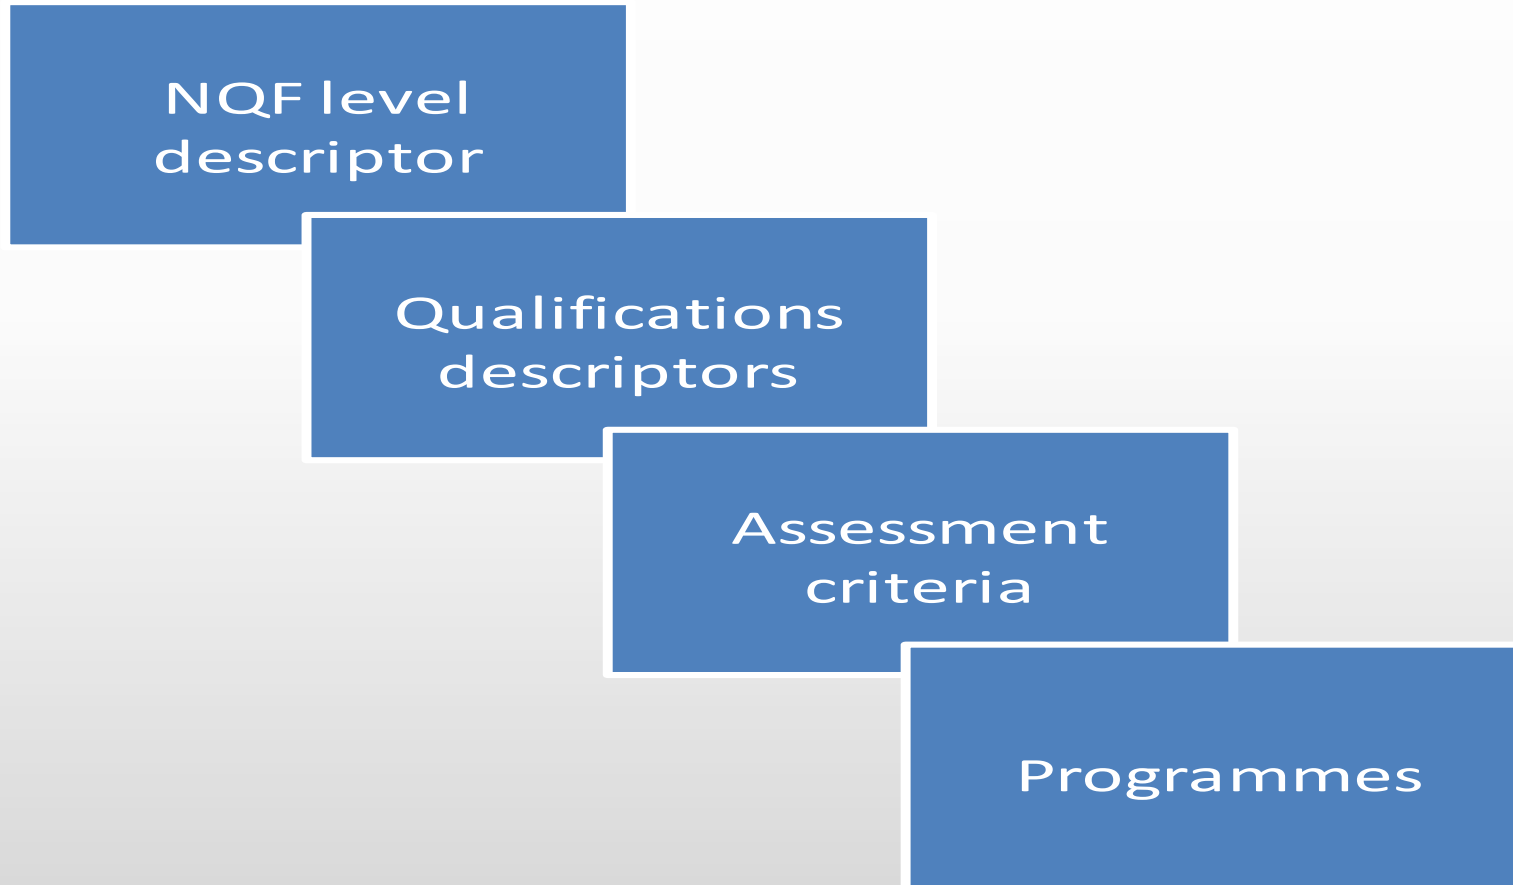 NQF level
descriptor
Qualifications
descriptors
Assessment
criteria
Programmes